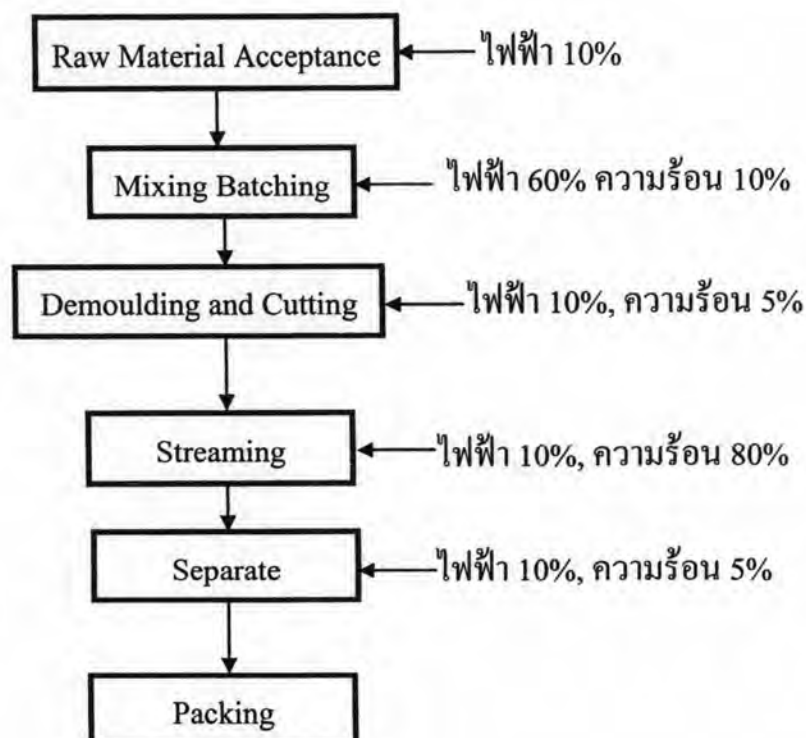 Raw Material Acceptance ไฟฟ้า 10%
Mixing Batching ไฟฟ้า 60% ความร้อน 10%
Demoulding and Cutting ไฟฟ้า 10%, ความร้อน 5%
Streaming ไฟฟ้า 10%, ความร้อน 80%
Separate ไฟฟ้า 10%, ความร้อน 5%
Packing